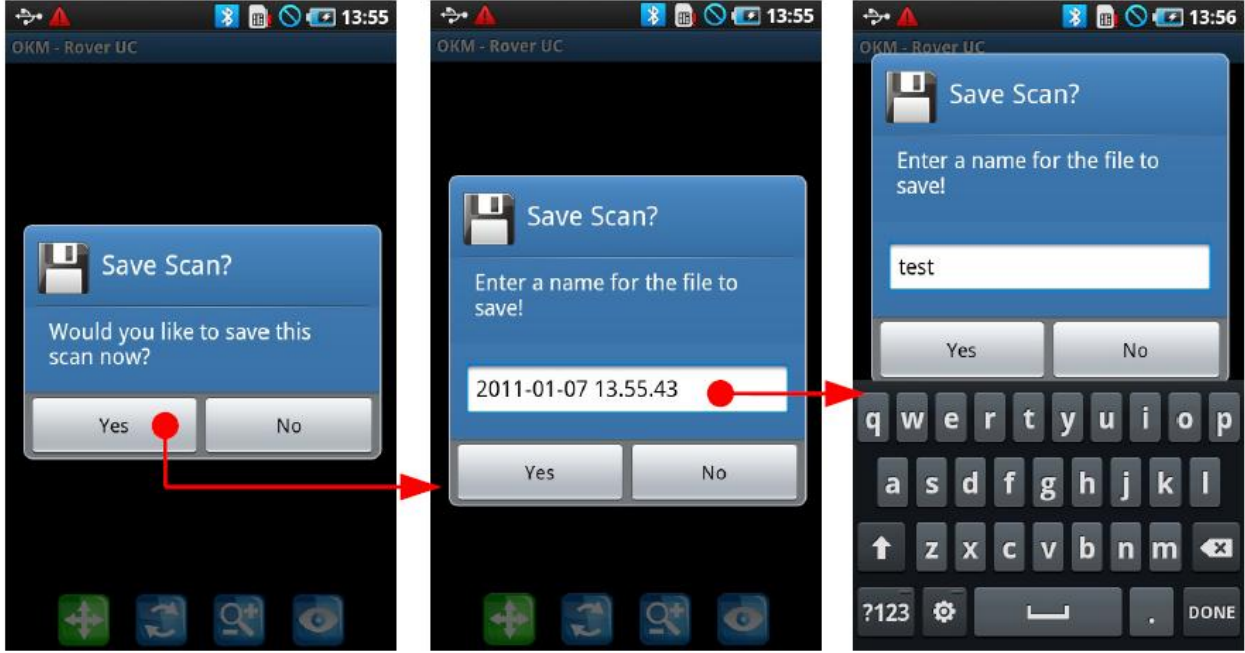 13:55
OKM - Rover UC
Save Scan?
Would you like to save this
scan now?
Yes
No
13:55
OKM - Rover UC
Save Scan?
Enter a name for the file to
save!
2011-01-07 13.55.43
Yes
No
13:56
OKM - Rover UC
Save Scan?
Enter a name for the file to
save!
test
Yes
No
q w e r t y u i o p
a s d f g h j k l
z x c v b n m
?123 . DONE